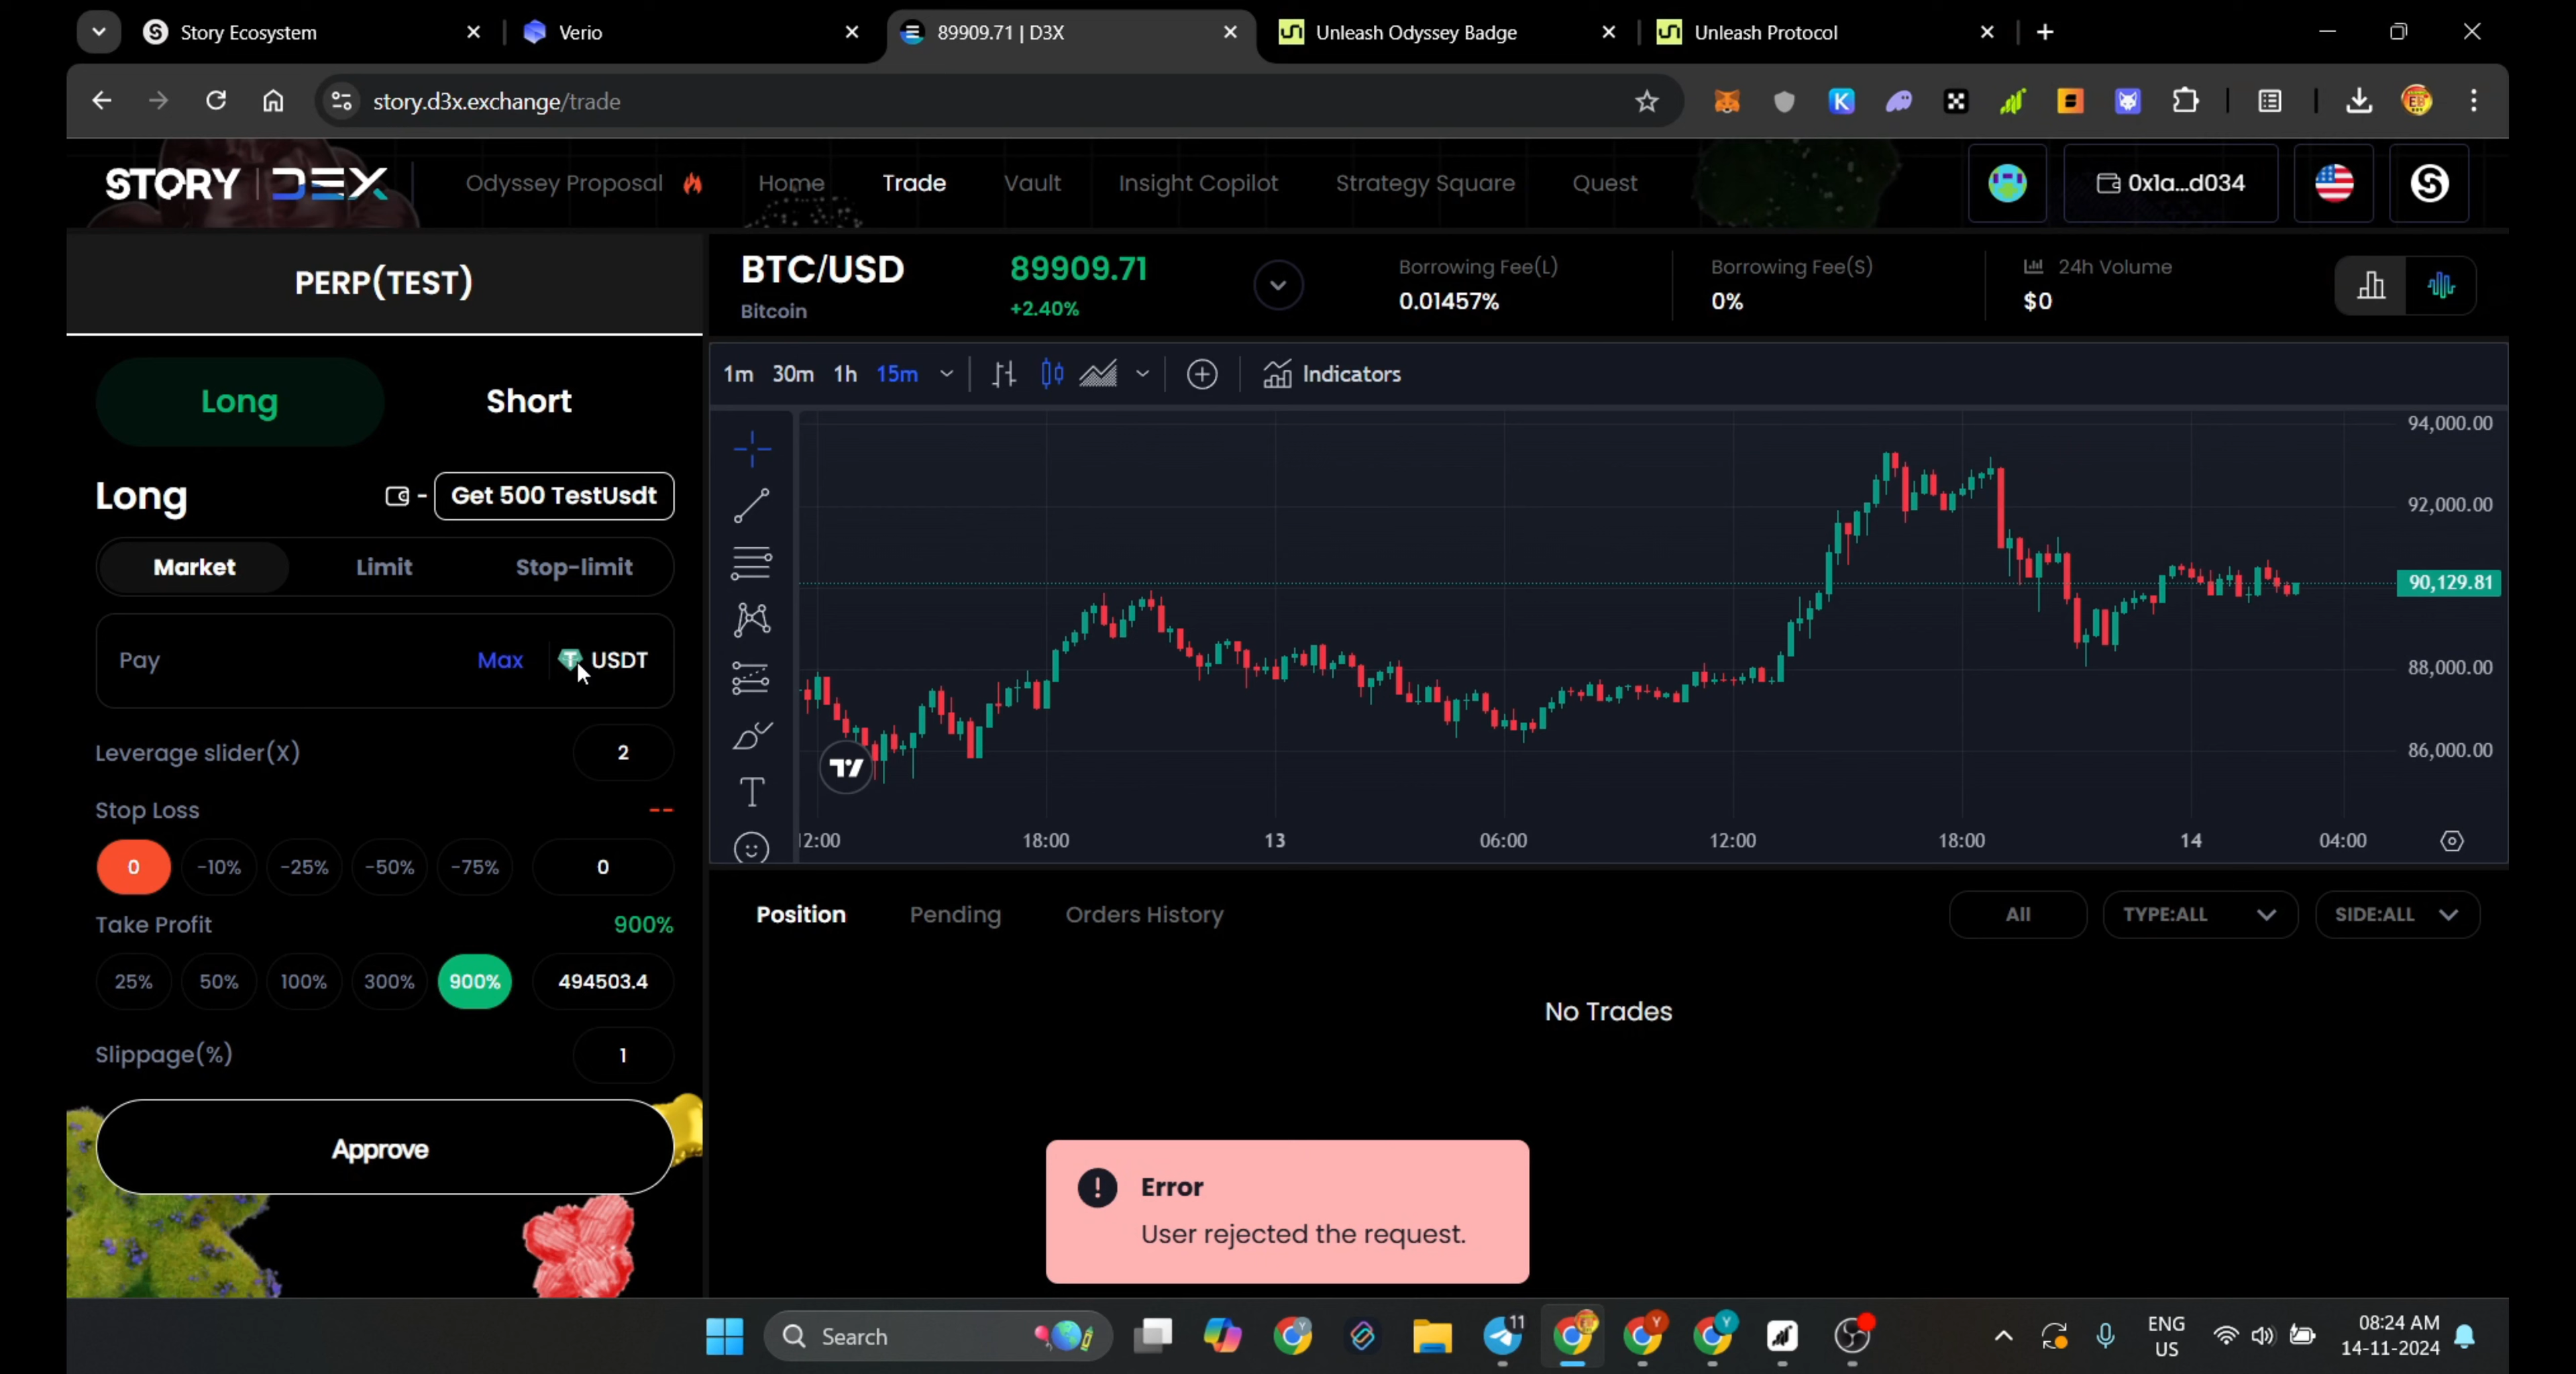 Story Ecosystem
Verio
89909.71 | D3X
Unleash Odyssey Badge
Unleash Protocol
story.d3x.exchange/trade
STORY | D3X
Odyssey Proposal
Home
Trade
Vault
Insight Copilot
Strategy Square
Quest
0x1a...d034
PERP(TEST)
BTC/USD
Bitcoin
89909.71
+2.40%
Borrowing Fee(L)
0.01457%
Borrowing Fee(S)
0%
24h Volume
$0
Long
Short
Long
- Get 500 TestUsdt
Market
Limit
Stop-limit
Pay
Max
USDT
Leverage slider(X)
2
Stop Loss
--
0
-10%
-25%
-50%
-75%
0
Take Profit
900%
25%
50%
100%
300%
900%
494503.4
Slippage(%)
1
Approve
1m
30m
1h
15m
Indicators
94,000.00
92,000.00
90,129.81
88,000.00
86,000.00
12:00
18:00
13
06:00
12:00
18:00
14
04:00
Position
Pending
Orders History
All
TYPE:ALL
SIDE:ALL
No Trades
Error
User rejected the request.
Search
11
ENG
US
08:24 AM
14-11-2024